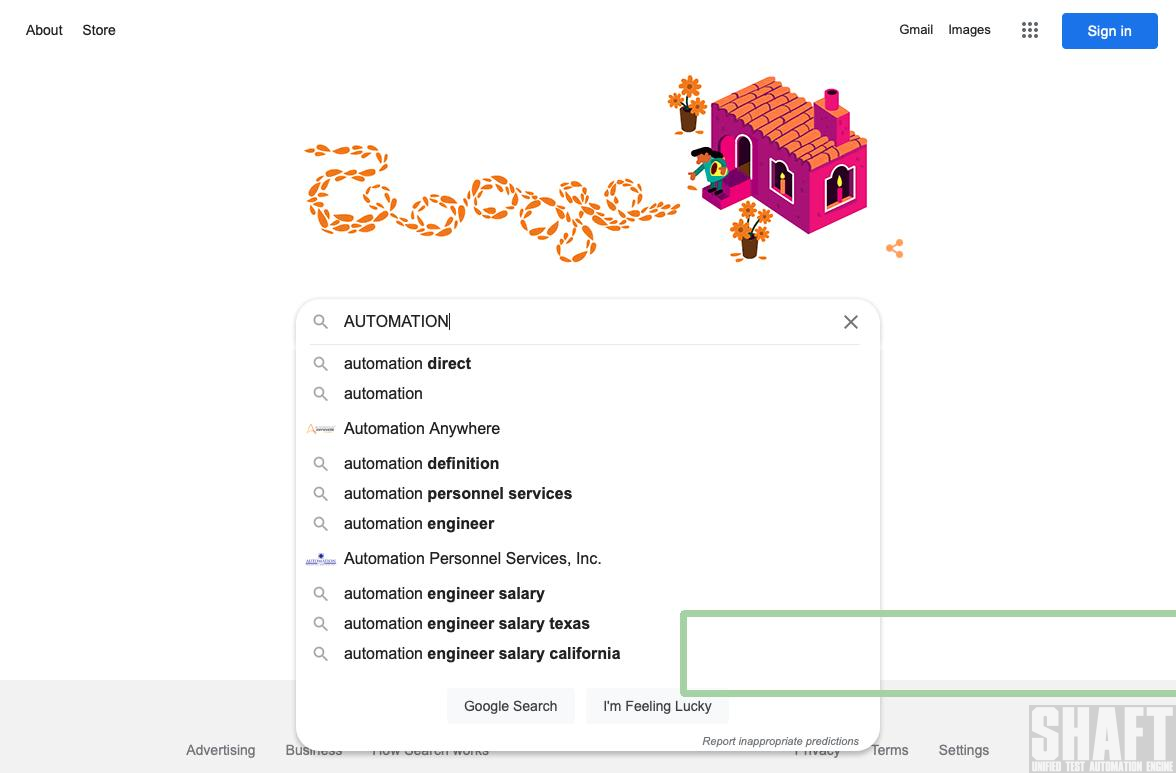 About Store Gmail Images Sign in
Google
AUTOMATION
automation direct
automation
Automation Anywhere
automation definition
automation personnel services
automation engineer
AUTOMATION
Automation Personnel Services, Inc.
automation engineer salary
automation engineer salary texas
automation engineer salary california
Google Search I'm Feeling Lucky
Report inappropriate predictions
Advertising Business How Search works Privacy Terms Settings
SHAFT
UNIFIED TEST AUTOMATION ENGINE